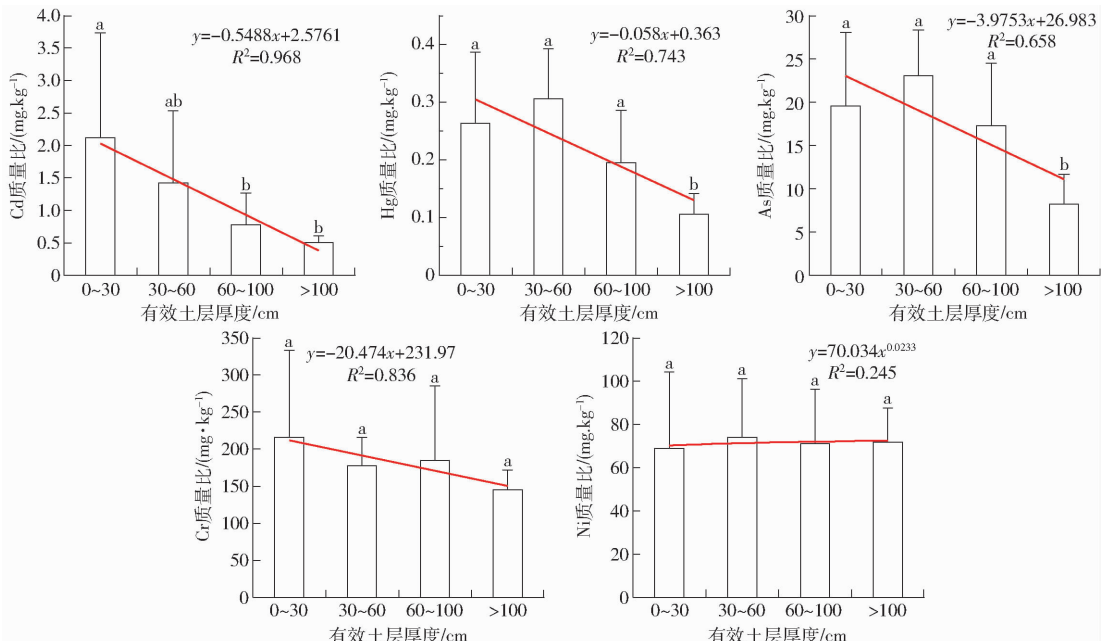 4.0
3.5
3.0
2.5
2.0
1.5
1.0
0.5
0
Cd质量比/(mg.kg⁻¹)
a
ab
b
b
y=-0.5488x+2.5761
R²=0.968
0~30 30~60 60~100 >100
有效土层厚度/cm
0.4
0.3
0.2
0.1
0
Hg质量比/(mg.kg⁻¹)
a
a
a
b
y=-0.058x+0.363
R²=0.743
0~30 30~60 60~100 >100
有效土层厚度/cm
30
25
20
15
10
5
0
As质量比/(mg.kg⁻¹)
a
a
a
b
y=-3.9753x+26.983
R²=0.658
0~30 30~60 60~100 >100
有效土层厚度/cm
350
300
250
200
150
100
50
0
Cr质量比/(mg·kg⁻¹)
a
a
a
a
y=-20.474x+231.97
R²=0.836
0~30 30~60 60~100 >100
有效土层厚度/cm
120
100
80
60
40
20
0
Ni质量比/(mg.kg⁻¹)
a
a
a
a
y=70.034x⁰·⁰²³³
R²=0.245
0~30 30~60 60~100 >100
有效土层厚度/cm